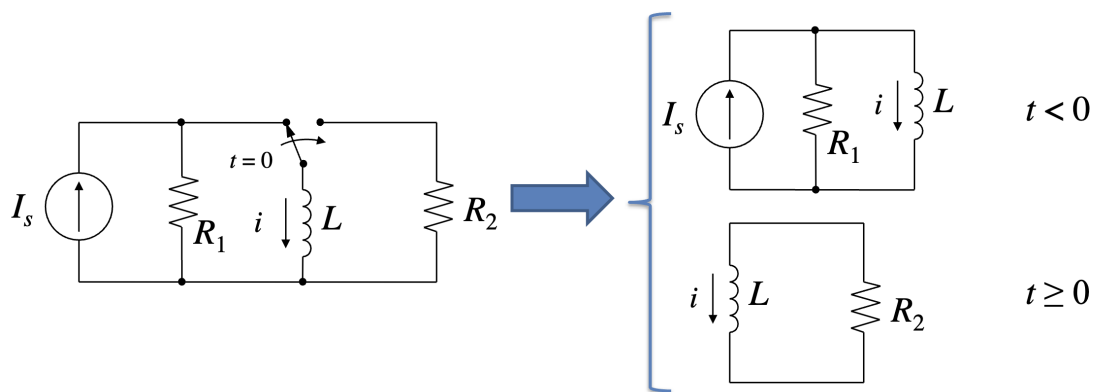 I_s
R_1
t = 0
i
L
R_2
I_s
R_1
i
L
t < 0
i
L
R_2
t ≥ 0